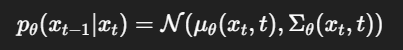 p_θ(x_{t−1}|x_t) = 𝒩(μ_θ(x_t, t), Σ_θ(x_t, t))